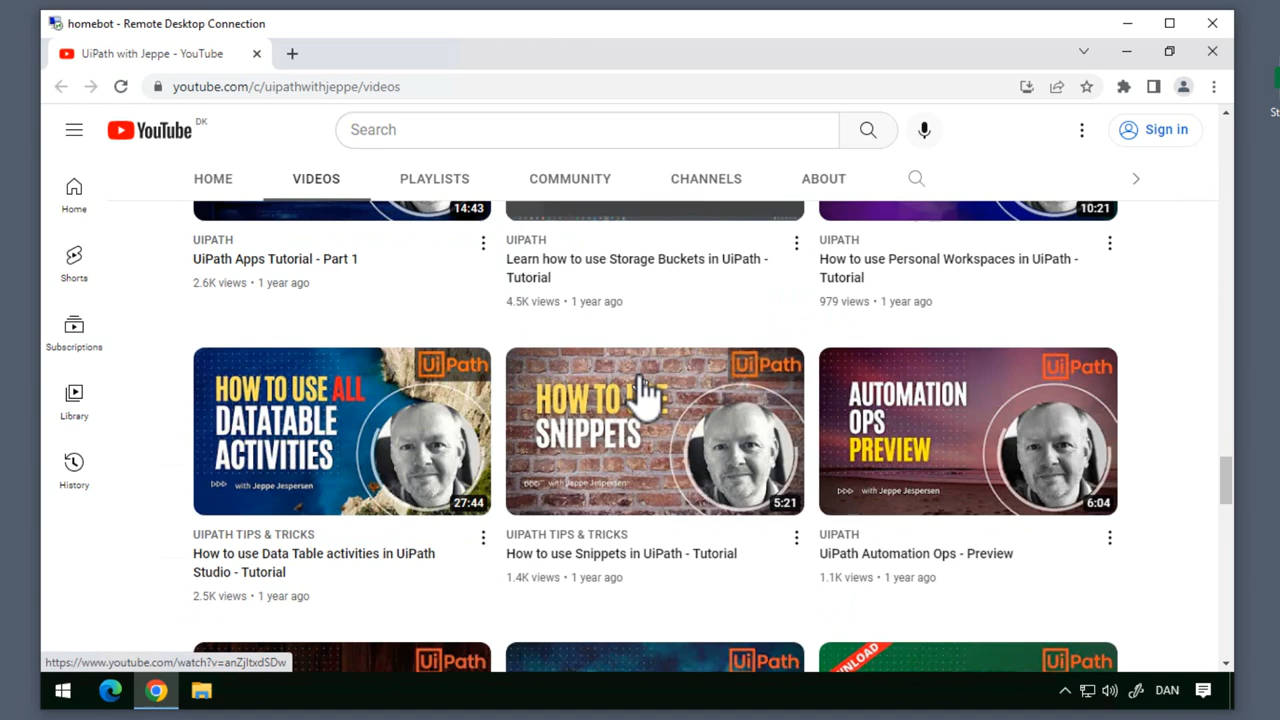 homebot - Remote Desktop Connection
UiPath with Jeppe - YouTube
youtube.com/c/uipathwithjeppe/videos
YouTube DK
Search
Sign in
HOME VIDEOS PLAYLISTS COMMUNITY CHANNELS ABOUT
Home
Shorts
Subscriptions
Library
History
14:43
UIPATH
UiPath Apps Tutorial - Part 1
2.6K views • 1 year ago
UIPATH
Learn how to use Storage Buckets in UiPath -
Tutorial
4.5K views • 1 year ago
10:21
UIPATH
How to use Personal Workspaces in UiPath -
Tutorial
979 views • 1 year ago
UiPath
HOW TO USE ALL
DATATABLE
ACTIVITIES
with Jeppe Jespersen
27:44
UIPATH TIPS & TRICKS
How to use Data Table activities in UiPath
Studio - Tutorial
2.5K views • 1 year ago
UiPath
HOW TO
SNIPPETS
with Jeppe Jespersen
5:21
UIPATH TIPS & TRICKS
How to use Snippets in UiPath - Tutorial
1.4K views • 1 year ago
UiPath
AUTOMATION
OPS
PREVIEW
with Jeppe Jespersen
6:04
UIPATH
UiPath Automation Ops - Preview
1.1K views • 1 year ago
UiPath
UiPath
UiPath
https://www.youtube.com/watch?v=anZjltxdSDw
DAN